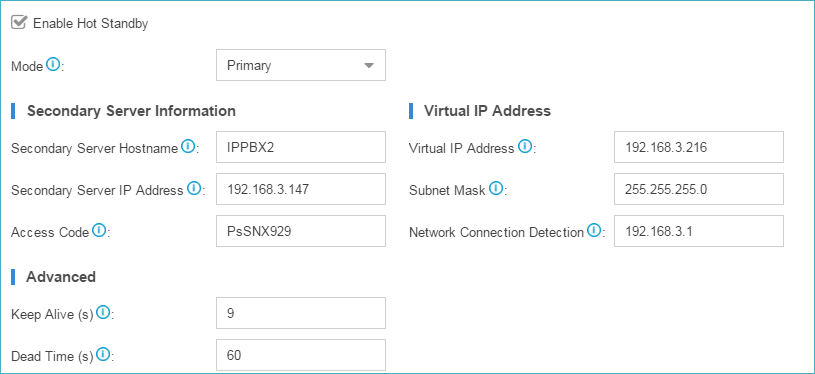 Enable Hot Standby
Mode : Primary
Secondary Server Information
Secondary Server Hostname : IPPBX2
Secondary Server IP Address : 192.168.3.147
Access Code : PsSNX929
Virtual IP Address
Virtual IP Address : 192.168.3.216
Subnet Mask : 255.255.255.0
Network Connection Detection : 192.168.3.1
Advanced
Keep Alive (s) : 9
Dead Time (s) : 60